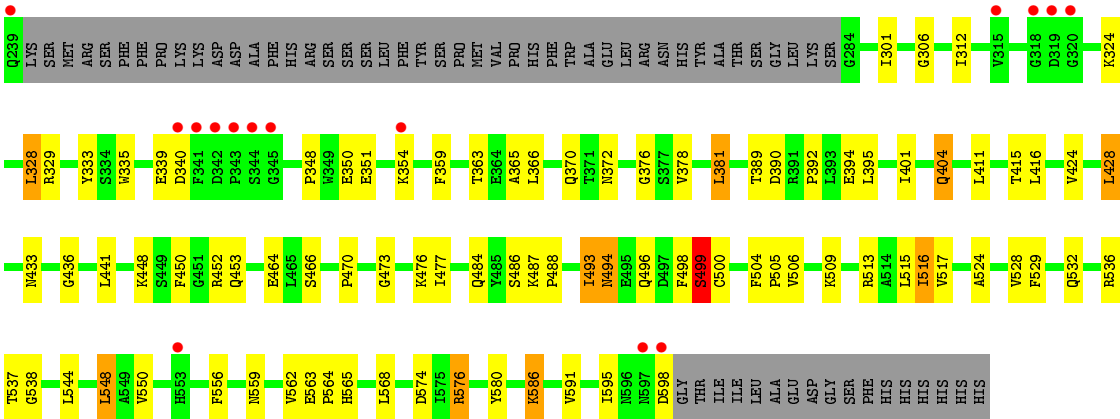 Q239 LYS SER MET ARG SER PHE PHE PRO LYS LYS ASP ASP ALA PHE HIS ARG SER SER SER LEU PHE TYR SER PRO MET VAL PRO HIS PHE TRP ALA GLU LEU LEU ARG ASN HIS TYR ALA THR SER GLY LEU LYS SER G284 I301 G306 I312 V315 G318 D319 G320 K324
L328 R329 Y333 S334 W335 E339 D340 F341 D342 P343 S344 G345 P348 W349 E350 E351 K354 F359 T363 E364 A365 L366 Q370 T371 N372 G376 S377 V378 L381 T389 D390 R391 P392 L393 E394 L395 I401 Q404 L411 T415 L416 V424 L428
N433 G436 L441 K448 S449 F450 G451 R452 Q453 E464 L465 S466 P470 G473 K476 I477 Q484 Y485 S486 K487 P488 I493 N494 E495 Q496 D497 F498 S499 C500 F504 P505 V506 K509 R513 A514 L515 I516 V517 A524 V528 F529 Q532 R536
T537 G538 L544 L548 A549 V550 H553 F556 N559 V562 E563 P564 H565 L568 D574 I575 R576 Y580 K586 V591 I595 N596 N597 D598 GLY THR ILE ILE LEU ALA GLU ASP GLY SER PHE HIS HIS HIS HIS HIS HIS